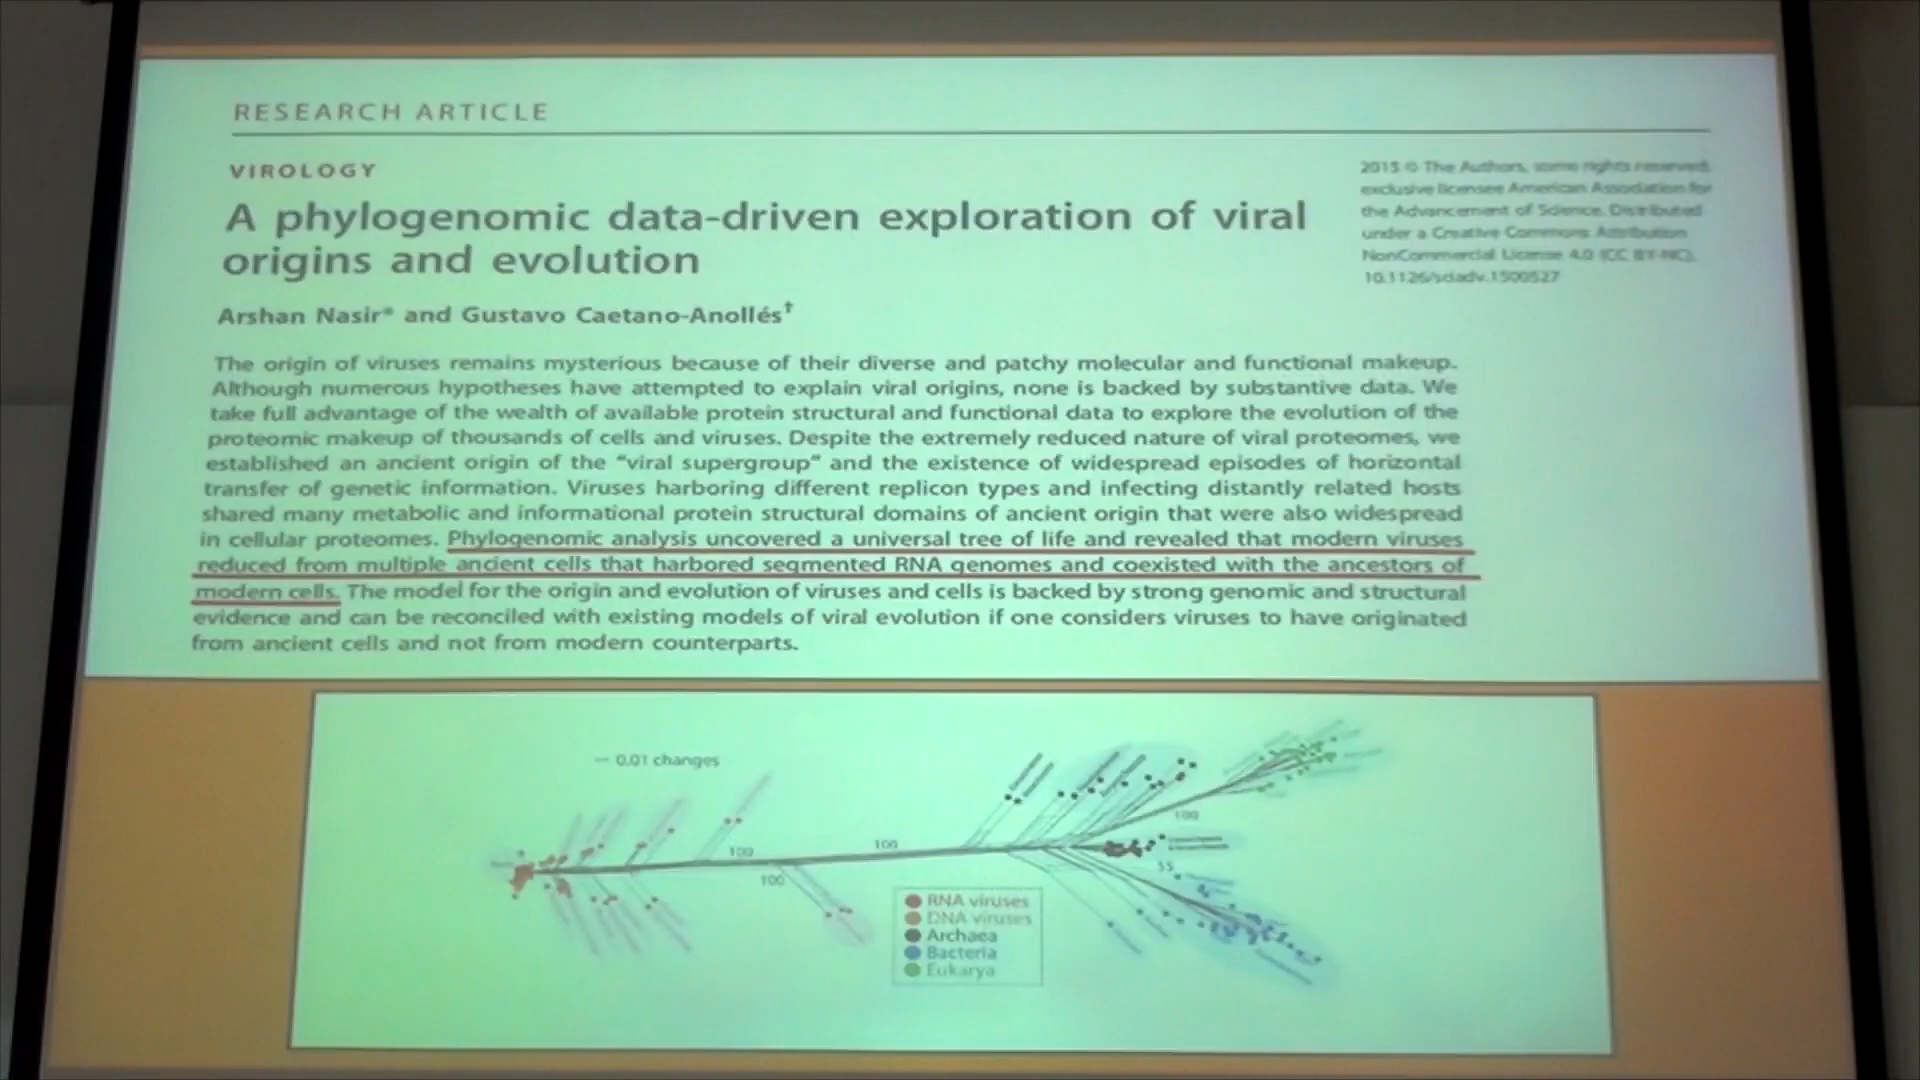 RESEARCH ARTICLE
VIROLOGY
A phylogenomic data-driven exploration of viral
origins and evolution
Arshan Nasir* and Gustavo Caetano-Anollés†
2015 © The Authors, some rights reserved;
exclusive licensee American Association for
the Advancement of Science. Distributed
under a Creative Commons Attribution
NonCommercial License 4.0 (CC BY-NC).
10.1126/sciadv.1500527
The origin of viruses remains mysterious because of their diverse and patchy molecular and functional makeup.
Although numerous hypotheses have attempted to explain viral origins, none is backed by substantive data. We
take full advantage of the wealth of available protein structural and functional data to explore the evolution of the
proteomic makeup of thousands of cells and viruses. Despite the extremely reduced nature of viral proteomes, we
established an ancient origin of the “viral supergroup” and the existence of widespread episodes of horizontal
transfer of genetic information. Viruses harboring different replicon types and infecting distantly related hosts
shared many metabolic and informational protein structural domains of ancient origin that were also widespread
in cellular proteomes. Phylogenomic analysis uncovered a universal tree of life and revealed that modern viruses
reduced from multiple ancient cells that harbored segmented RNA genomes and coexisted with the ancestors of
modern cells. The model for the origin and evolution of viruses and cells is backed by strong genomic and structural
evidence and can be reconciled with existing models of viral evolution if one considers viruses to have originated
from ancient cells and not from modern counterparts.
0.01 changes
100
100
100
100
55
RNA viruses
DNA viruses
Archaea
Bacteria
Eukarya